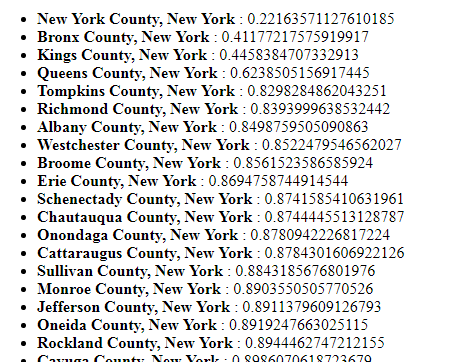 New York County, New York : 0.22163571127610185
Bronx County, New York : 0.41177217575919917
Kings County, New York : 0.4458384707332913
Queens County, New York : 0.6238505156917445
Tompkins County, New York : 0.8298284862043251
Richmond County, New York : 0.8393999638532442
Albany County, New York : 0.8498759505090863
Westchester County, New York : 0.8522479546562027
Broome County, New York : 0.8561523586585924
Erie County, New York : 0.8694758744914544
Schenectady County, New York : 0.8741585410631961
Chautauqua County, New York : 0.8744445513128787
Onondaga County, New York : 0.8780942226817224
Cattaraugus County, New York : 0.8784301606922126
Sullivan County, New York : 0.8843185676801976
Monroe County, New York : 0.8903550505770526
Jefferson County, New York : 0.8911379609126793
Oneida County, New York : 0.8919247663025115
Rockland County, New York : 0.8944462747212155
Cayuga County, New York : 0.8986070618723679